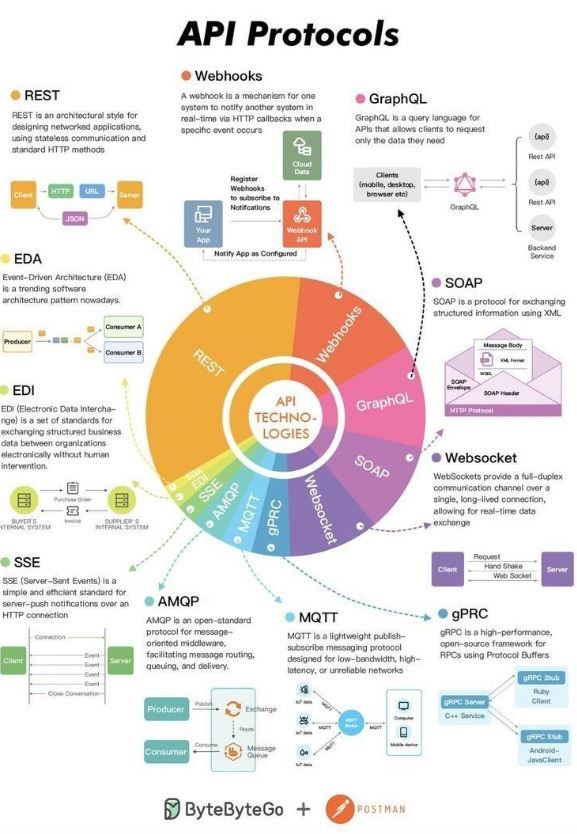 API Protocols
REST
REST is an architectural style for
designing networked applications,
using stateless communication and
standard HTTP methods
Client
HTTP
URL
Server
JSON
Webhooks
A webhook is a mechanism for one
system to notify another system in
real-time via HTTP callbacks when a
specific event occurs
Cloud
Data
Register
Webhooks
to subscribe to
Notifcations
Your
App
Webhook
API
Notify App as Configured
GraphQL
GraphQL is a query language for
APIs that allows clients to request
only the data they need
Clients
(mobile, desktop,
browser etc)
GraphQL
{api}
Rest API
{api}
Rest API
Server
Backend
Service
EDA
Event-Driven Architecture (EDA)
is a trending software
architecture pattern nowadays.
Producer
Consumer A
Consumer B
SOAP
SOAP is a protocol for exchanging
structured information using XML
Message Body
XML Format
WSDL
SOAP
Envelope
SOAP Header
HTTP Protocol
EDI
EDI (Electronic Data Intercha-
nge) is a set of standards for
exchanging structured business
data between organizations
electronically without human
intervention.
Purchase Order
Invoice
BUYER'S
INTERNAL SYSTEM
SUPPLIER'S
INTERNAL SYSTEM
REST
Webhooks
GraphQL
SOAP
Websocket
gPRC
MQTT
AMQP
SSE
EDI
EDA
API
TECHNO-
LOGIES
Websocket
WebSockets provide a full-duplex
communication channel over a
single, long-lived connection,
allowing for real-time data
exchange
Client
Request
Hand Shake
Web Socket
Server
SSE
SSE (Server-Sent Events) is a
simple and efficient standard for
server-push notifications over an
HTTP connection
Client
Connection
Event
Event
Event
Event
Close Conversation
Server
AMQP
AMQP is an open-standard
protocol for message-
oriented middleware,
facilitating message routing,
queuing, and delivery.
Producer
Publish
Exchange
Route
Consumer
Consume
Message
Queue
MQTT
MQTT is a lightweight publish-
subscribe messaging protocol
designed for low-bandwidth, high-
latency, or unreliable networks
IoT data
IoT data
IoT data
MQTT
MQTT
MQTT
MQTT
Broker
MQTT
Computer
Mobile device
gPRC
gRPC is a high-performance,
open-source framework for
RPCs using Protocol Buffers
gRPC Server
C++ Service
gRPC Stub
Ruby
Client
gRPC Stub
Android-
JavaClient
ByteByteGo + POSTMAN